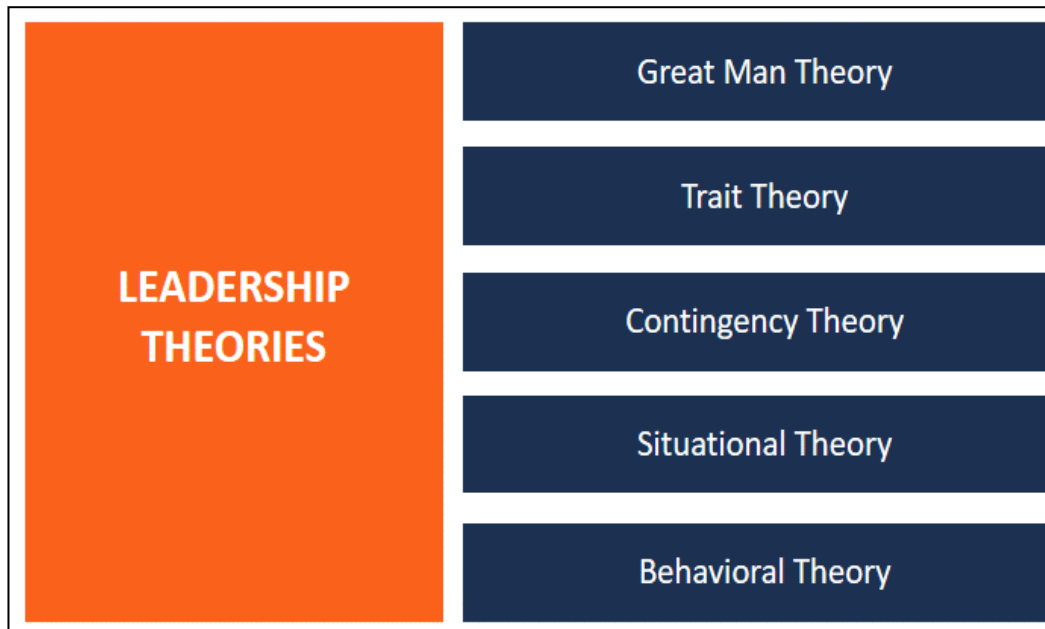 LEADERSHIP
THEORIES
Great Man Theory
Trait Theory
Contingency Theory
Situational Theory
Behavioral Theory